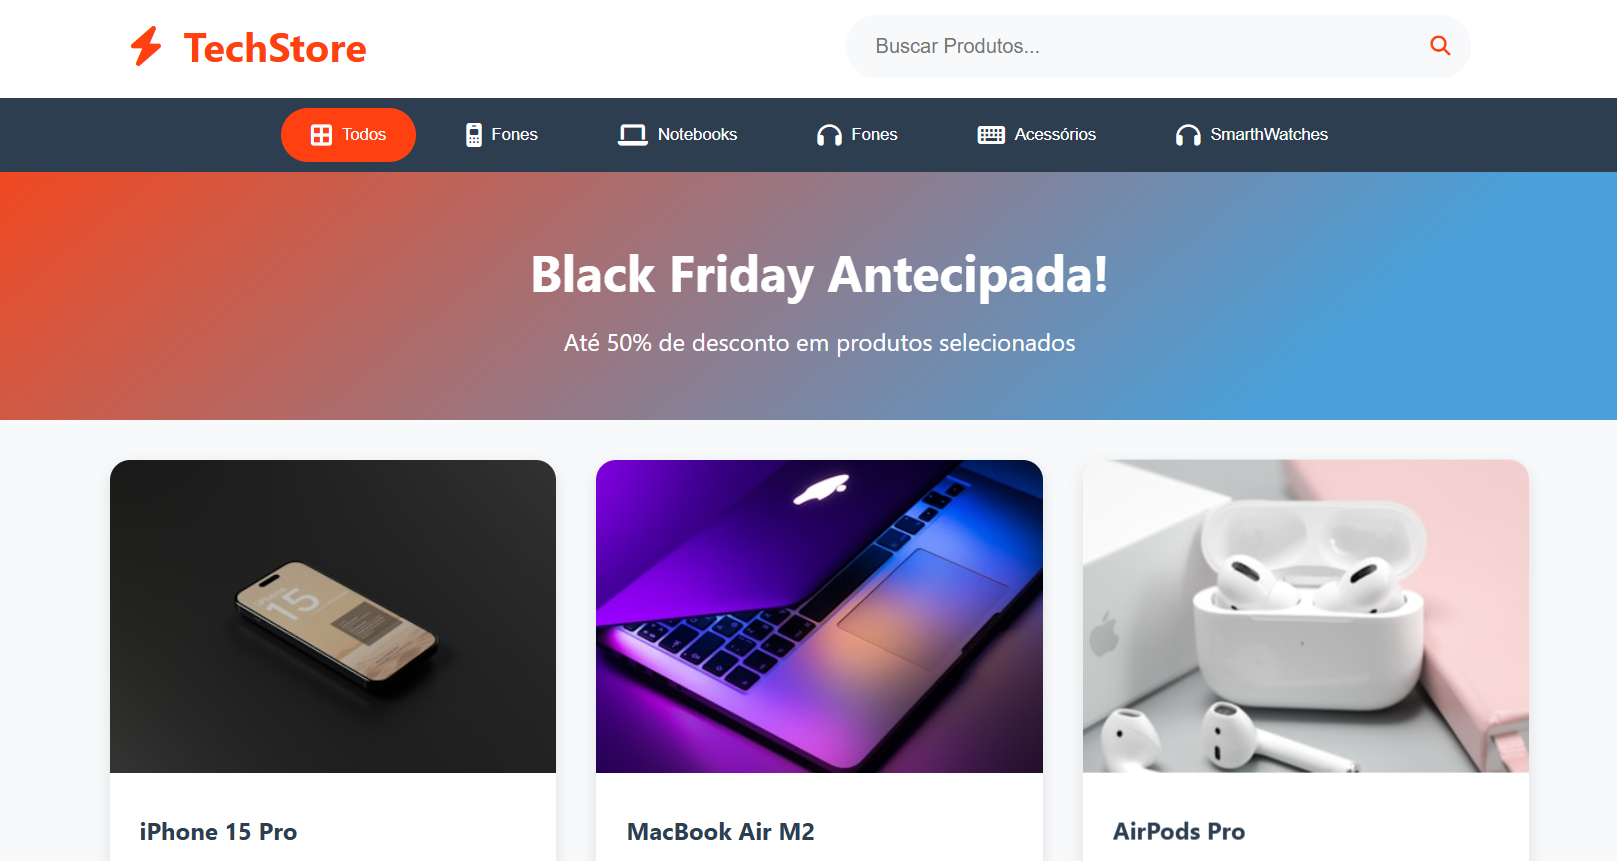 TechStore
Buscar Produtos...
Todos
Fones
Notebooks
Fones
Acessórios
SmarthWatches
Black Friday Antecipada!
Até 50% de desconto em produtos selecionados
15
iPhone 15 Pro
MacBook Air M2
AirPods Pro